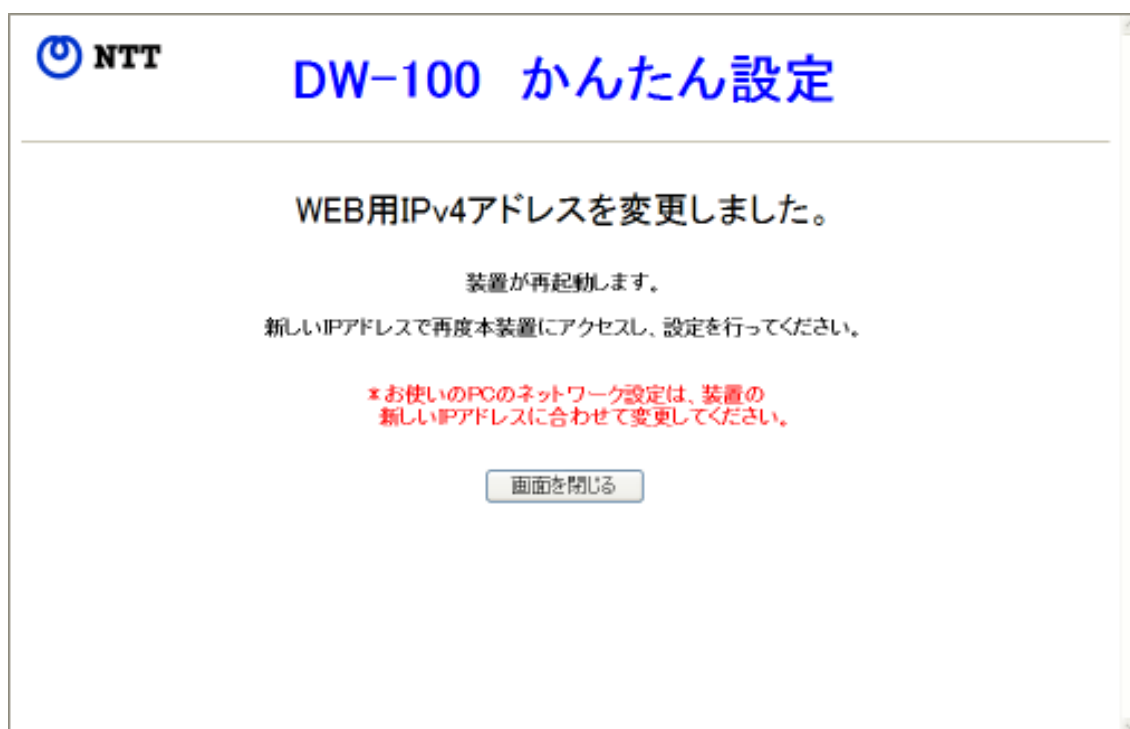 NTT
DW-100 かんたん設定
WEB用IPv4アドレスを変更しました。
装置が再起動します。
新しいIPアドレスで再度本装置にアクセスし、設定を行ってください。
*お使いのPCのネットワーク設定は、装置の
新しいIPアドレスに合わせて変更してください。
画面を閉じる